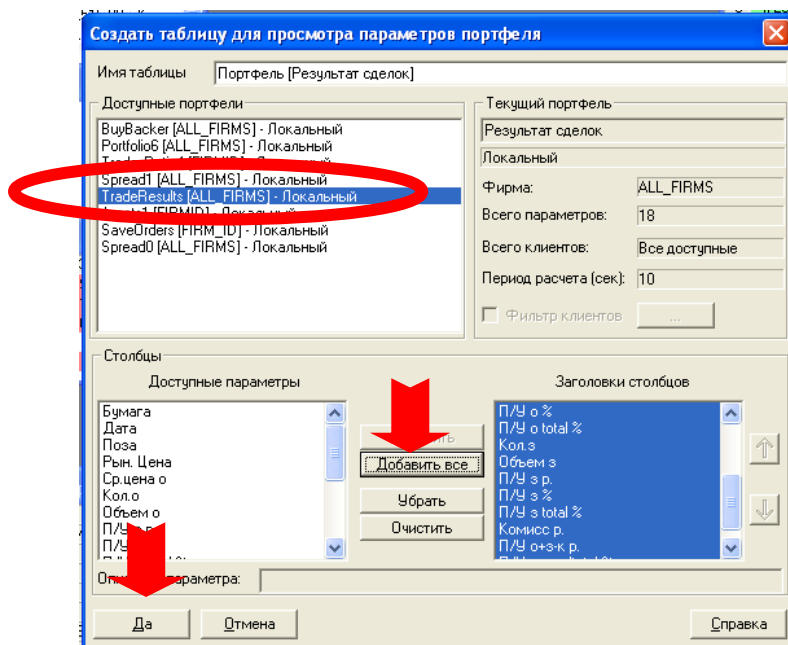 Создать таблицу для просмотра параметров портфеля
Имя таблицы
Портфель [Результат сделок]
Доступные портфели
BuyBacker [ALL_FIRMS] - Локальный
Portfolio6 [ALL_FIRMS] - Локальный
Spread1 [ALL_FIRMS] - Локальный
TradeResults [ALL_FIRMS] - Локальный
SaveOrders [FIRM_ID] - Локальный
Spread0 [ALL_FIRMS] - Локальный
Текущий портфель
Результат сделок
Локальный
Фирма: ALL_FIRMS
Всего параметров: 18
Всего клиентов: Все доступные
Период расчета (сек): 10
Фильтр клиентов ...
Столбцы
Доступные параметры
Бумага
Дата
Поза
Рын. Цена
Ср.цена о
Кол.о
Объем о
Добавить все
Убрать
Очистить
Заголовки столбцов
П/У о %
П/У о total %
Кол.з
Объем з
П/У з р.
П/У з %
П/У з total %
Комисс р.
П/У о+з-к р.
параметра:
Да
Отмена
Справка